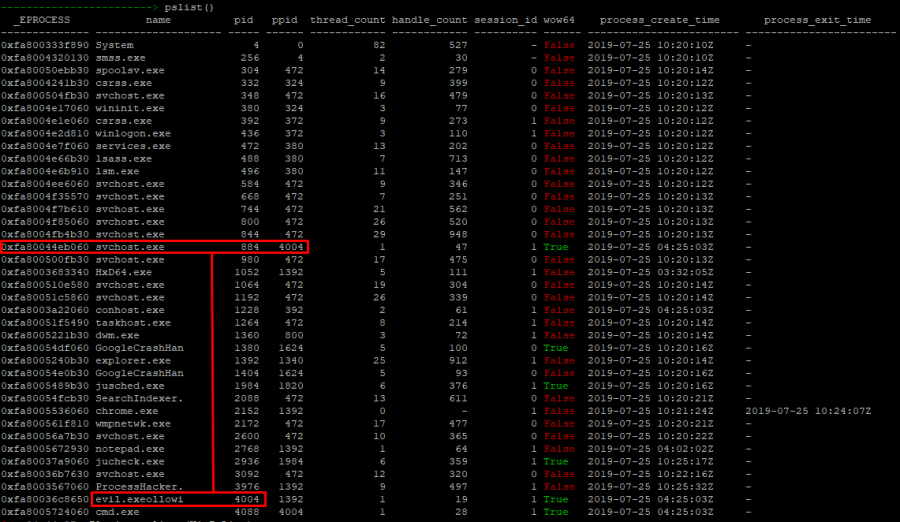 -----------------------> pslist()
_EPROCESS name pid ppid thread_count handle_count session_id wow64 process_create_time process_exit_time
0xfa800333f890 System 4 0 82 527 - False 2019-07-25 10:20:10Z -
0xfa8004320130 smss.exe 256 4 2 30 - False 2019-07-25 10:20:10Z -
0xfa80050ebb30 spoolsv.exe 304 472 14 279 0 False 2019-07-25 10:20:14Z -
0xfa8004241b30 csrss.exe 332 324 9 399 0 False 2019-07-25 10:20:12Z -
0xfa800504fb30 svchost.exe 348 472 16 479 0 False 2019-07-25 10:20:14Z -
0xfa8004e17060 wininit.exe 380 324 3 77 0 False 2019-07-25 10:20:12Z -
0xfa8004e1e060 csrss.exe 392 372 9 273 1 False 2019-07-25 10:20:12Z -
0xfa8004e2d810 winlogon.exe 436 372 3 110 1 False 2019-07-25 10:20:12Z -
0xfa8004e7f060 services.exe 472 380 13 202 0 False 2019-07-25 10:20:12Z -
0xfa8004e66b30 lsass.exe 488 380 7 713 0 False 2019-07-25 10:20:12Z -
0xfa8004e6b910 lsm.exe 496 380 11 147 0 False 2019-07-25 10:20:12Z -
0xfa8004ee6060 svchost.exe 584 472 9 346 0 False 2019-07-25 10:20:13Z -
0xfa8004f35570 svchost.exe 668 472 7 251 0 False 2019-07-25 10:20:13Z -
0xfa8004f7b610 svchost.exe 744 472 21 562 0 False 2019-07-25 10:20:13Z -
0xfa8004f85060 svchost.exe 800 472 26 520 0 False 2019-07-25 10:20:13Z -
0xfa8004fb4b30 svchost.exe 844 472 29 948 0 False 2019-07-25 10:20:13Z -
0xfa80044eb060 svchost.exe 884 4004 1 47 1 True 2019-07-25 04:25:03Z -
0xfa800500fb30 svchost.exe 980 472 17 475 0 False 2019-07-25 10:20:14Z -
0xfa8003683340 HxD64.exe 1052 1392 5 111 1 False 2019-07-25 03:32:05Z -
0xfa800510e580 svchost.exe 1064 472 19 304 0 False 2019-07-25 10:20:14Z -
0xfa80051c5860 svchost.exe 1192 472 26 339 0 False 2019-07-25 10:20:14Z -
0xfa8003a22060 conhost.exe 1228 392 2 61 1 False 2019-07-25 04:25:03Z -
0xfa80051f5490 taskhost.exe 1264 472 8 214 1 False 2019-07-25 10:20:14Z -
0xfa8005221b30 dwm.exe 1360 800 3 72 1 False 2019-07-25 10:20:14Z -
0xfa80054df060 GoogleCrashHan 1380 1624 5 100 0 True 2019-07-25 10:20:16Z -
0xfa8005240b30 explorer.exe 1392 1340 25 912 1 False 2019-07-25 10:20:14Z -
0xfa80054e0b30 GoogleCrashHan 1404 1624 5 93 0 False 2019-07-25 10:20:16Z -
0xfa8005489b30 jusched.exe 1984 1820 6 376 1 True 2019-07-25 10:20:16Z -
0xfa80054fcb30 SearchIndexer. 2088 472 13 611 0 False 2019-07-25 10:20:21Z -
0xfa8005536060 chrome.exe 2152 1392 0 - 1 False 2019-07-25 10:21:24Z 2019-07-25 10:24:07Z
0xfa800561f810 wmpnetwk.exe 2172 472 17 477 0 False 2019-07-25 10:20:21Z -
0xfa80056a7b30 svchost.exe 2600 472 10 365 0 False 2019-07-25 10:20:22Z -
0xfa8005672930 notepad.exe 2768 1392 1 64 1 False 2019-07-25 04:02:02Z -
0xfa80037a9060 jucheck.exe 2936 1984 6 359 1 True 2019-07-25 10:25:17Z -
0xfa80036b7630 svchost.exe 3092 472 12 320 0 False 2019-07-25 10:22:16Z -
0xfa8003567060 ProcessHacker. 3976 1392 9 497 1 False 2019-07-25 10:25:32Z -
0xfa80036c8650 evil.exeollowi 4004 1392 1 19 1 True 2019-07-25 04:25:03Z -
0xfa8005724060 cmd.exe 4088 4004 1 28 1 True 2019-07-25 04:25:03Z -